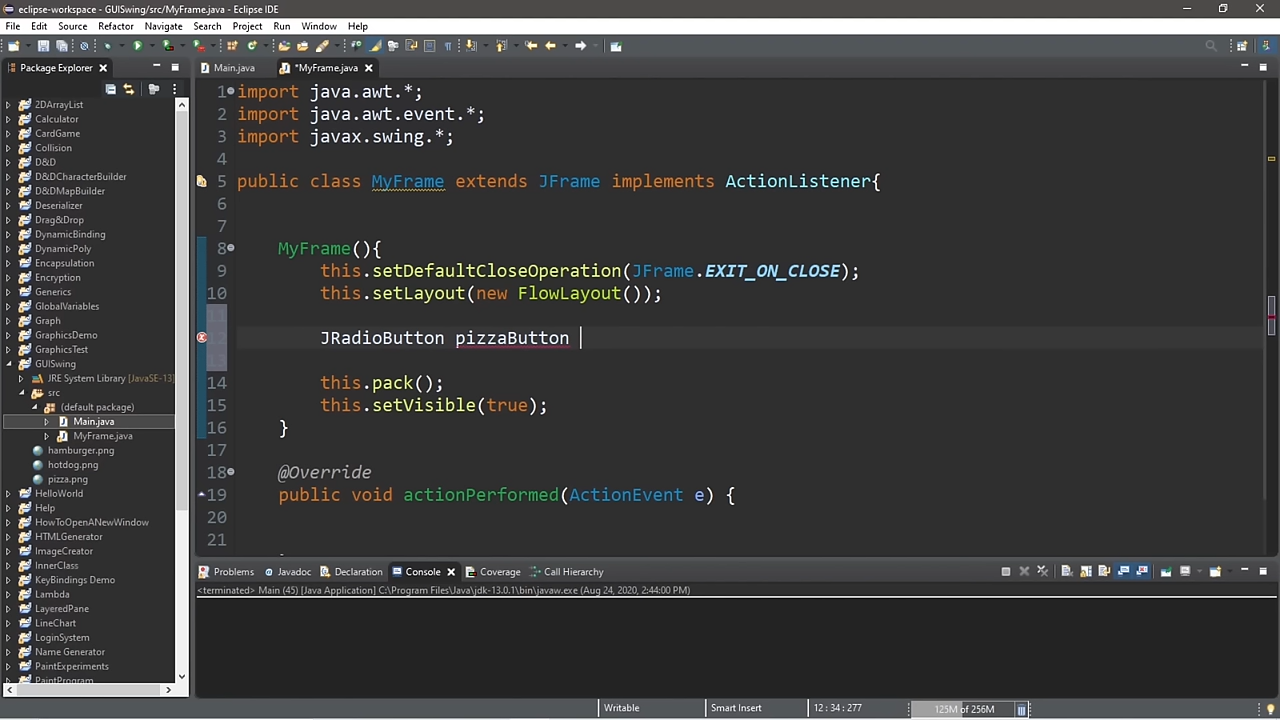 eclipse-workspace - GUISwing/src/MyFrame.java - Eclipse IDE
File Edit Source Refactor Navigate Search Project Run Window Help
Package Explorer
Main.java
*MyFrame.java
2DArrayList
Calculator
CardGame
Collision
D&D
D&DCharacterBuilder
D&DMapBuilder
Deserializer
Drag&Drop
DynamicBinding
DynamicPoly
Encapsulation
Encryption
Generics
GlobalVariables
Graph
GraphicsDemo
GraphicsTest
GUISwing
JRE System Library [JavaSE-13]
src
(default package)
Main.java
MyFrame.java
hamburger.png
hotdog.png
pizza.png
HelloWorld
Help
HowToOpenANewWindow
HTMLGenerator
ImageCreator
InnerClass
KeyBindings Demo
Lambda
LayeredPane
LineChart
LoginSystem
Name Generator
PaintExperiments
PaintProgram
1 import java.awt.*;
2 import java.awt.event.*;
3 import javax.swing.*;
4
5 public class MyFrame extends JFrame implements ActionListener{
6
7
8 MyFrame(){
9 this.setDefaultCloseOperation(JFrame.EXIT_ON_CLOSE);
10 this.setLayout(new FlowLayout());
11
12 JRadioButton pizzaButton
13
14 this.pack();
15 this.setVisible(true);
16 }
17
18 @Override
19 public void actionPerformed(ActionEvent e) {
20
21
Problems Javadoc Declaration Console Coverage Call Hierarchy
<terminated> Main (45) [Java Application] C:\Program Files\Java\jdk-13.0.1\bin\javaw.exe (Aug 24, 2020, 2:44:00 PM)
Writable Smart Insert 12 : 34 : 277 125M of 256M